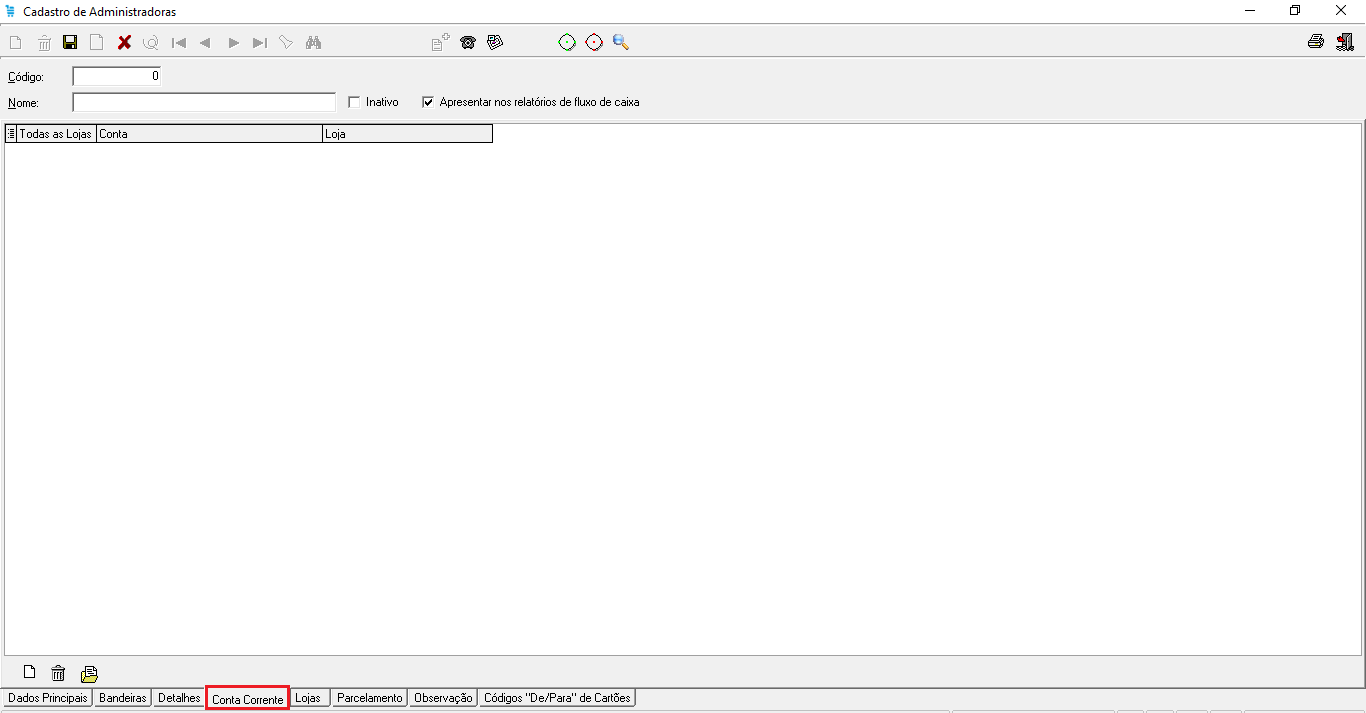 Cadastro de Administradoras
Código: 0
Nome: Inativo Apresentar nos relatórios de fluxo de caixa
Todas as Lojas Conta Loja
Dados Principais Bandeiras Detalhes Conta Corrente Lojas Parcelamento Observação Códigos "De/Para" de Cartões